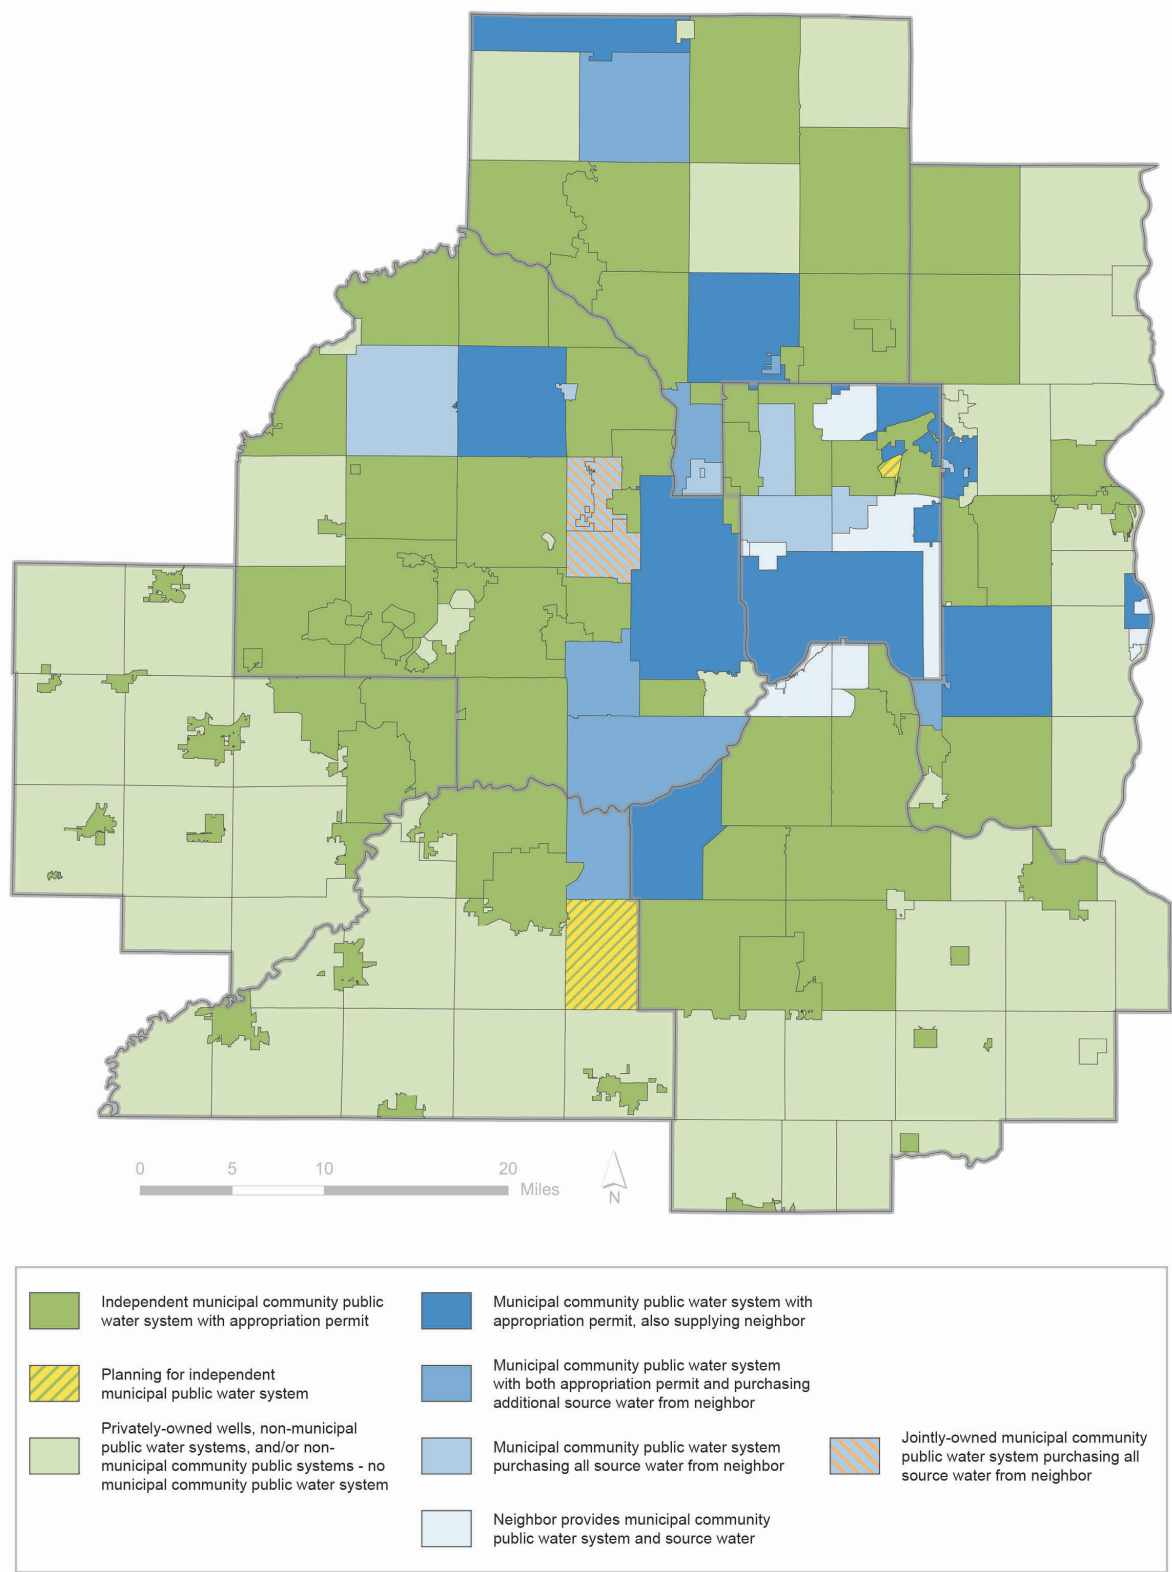 0
5
10
20
Miles
N
Independent municipal community public
water system with appropriation permit
Planning for independent
municipal public water system
Privately-owned wells, non-municipal
public water systems, and/or non-
municipal community public systems - no
municipal community public water system
Municipal community public water system with
appropriation permit, also supplying neighbor
Municipal community public water system
with both appropriation permit and purchasing
additional source water from neighbor
Municipal community public water system
purchasing all source water from neighbor
Neighbor provides municipal community
public water system and source water
Jointly-owned municipal community
public water system purchasing all
source water from neighbor